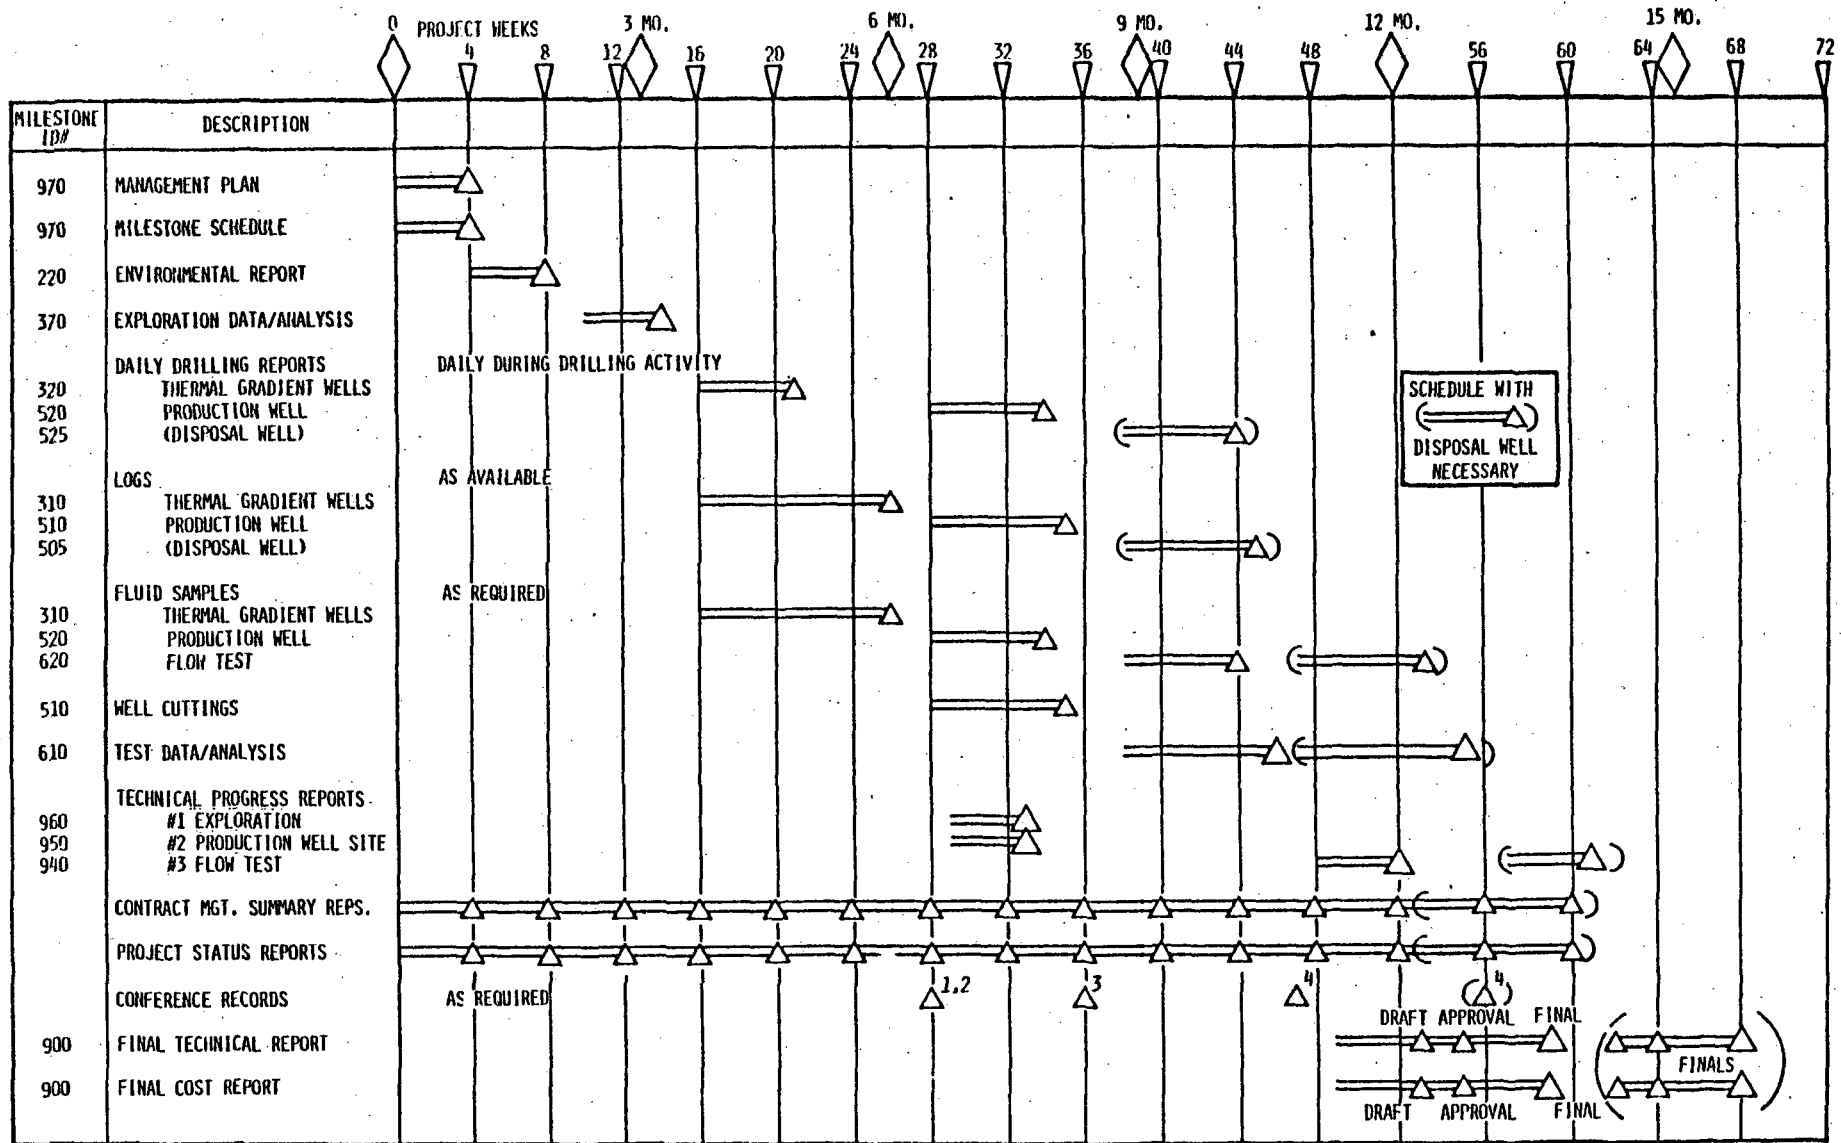 0 PROJECT WEEKS 3 MO. 6 MO. 9 MO. 12 MO. 15 MO.
4 8 12 16 20 24 28 32 36 40 44 48 56 60 64 68 72
MILESTONE ID# DESCRIPTION
970 MANAGEMENT PLAN
970 MILESTONE SCHEDULE
220 ENVIRONMENTAL REPORT
370 EXPLORATION DATA/ANALYSIS
DAILY DRILLING REPORTS DAILY DURING DRILLING ACTIVITY
320 THERMAL GRADIENT WELLS
520 PRODUCTION WELL
525 (DISPOSAL WELL)
SCHEDULE WITH
DISPOSAL WELL
NECESSARY
LOGS AS AVAILABLE
310 THERMAL GRADIENT WELLS
510 PRODUCTION WELL
505 (DISPOSAL WELL)
FLUID SAMPLES AS REQUIRED
310 THERMAL GRADIENT WELLS
520 PRODUCTION WELL
620 FLOW TEST
510 WELL CUTTINGS
610 TEST DATA/ANALYSIS
TECHNICAL PROGRESS REPORTS
960 #1 EXPLORATION
950 #2 PRODUCTION WELL SITE
940 #3 FLOW TEST
CONTRACT MGT. SUMMARY REPS.
PROJECT STATUS REPORTS
CONFERENCE RECORDS AS REQUIRED 1,2 3 4 4
DRAFT APPROVAL FINAL
900 FINAL TECHNICAL REPORT
FINALS
900 FINAL COST REPORT
DRAFT APPROVAL FINAL